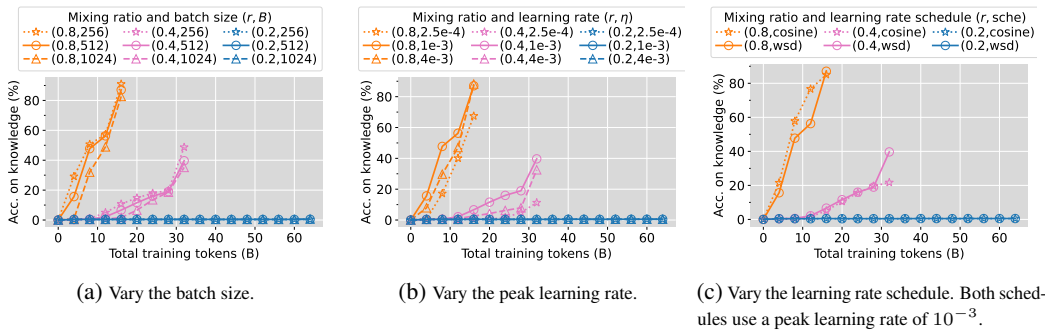 Mixing ratio and batch size (r, B)
(0.8,256) (0.4,256) (0.2,256)
(0.8,512) (0.4,512) (0.2,512)
(0.8,1024) (0.4,1024) (0.2,1024)
Acc. on knowledge (%)
80
60
40
20
0
0 10 20 30 40 50 60
Total training tokens (B)
(a) Vary the batch size.
Mixing ratio and learning rate (r, η)
(0.8,2.5e-4) (0.4,2.5e-4) (0.2,2.5e-4)
(0.8,1e-3) (0.4,1e-3) (0.2,1e-3)
(0.8,4e-3) (0.4,4e-3) (0.2,4e-3)
Acc. on knowledge (%)
80
60
40
20
0
0 10 20 30 40 50 60
Total training tokens (B)
(b) Vary the peak learning rate.
Mixing ratio and learning rate schedule (r, sche)
(0.8,cosine) (0.4,cosine) (0.2,cosine)
(0.8,wsd) (0.4,wsd) (0.2,wsd)
Acc. on knowledge (%)
80
60
40
20
0
0 10 20 30 40 50 60
Total training tokens (B)
(c) Vary the learning rate schedule. Both sched-
ules use a peak learning rate of 10⁻³.